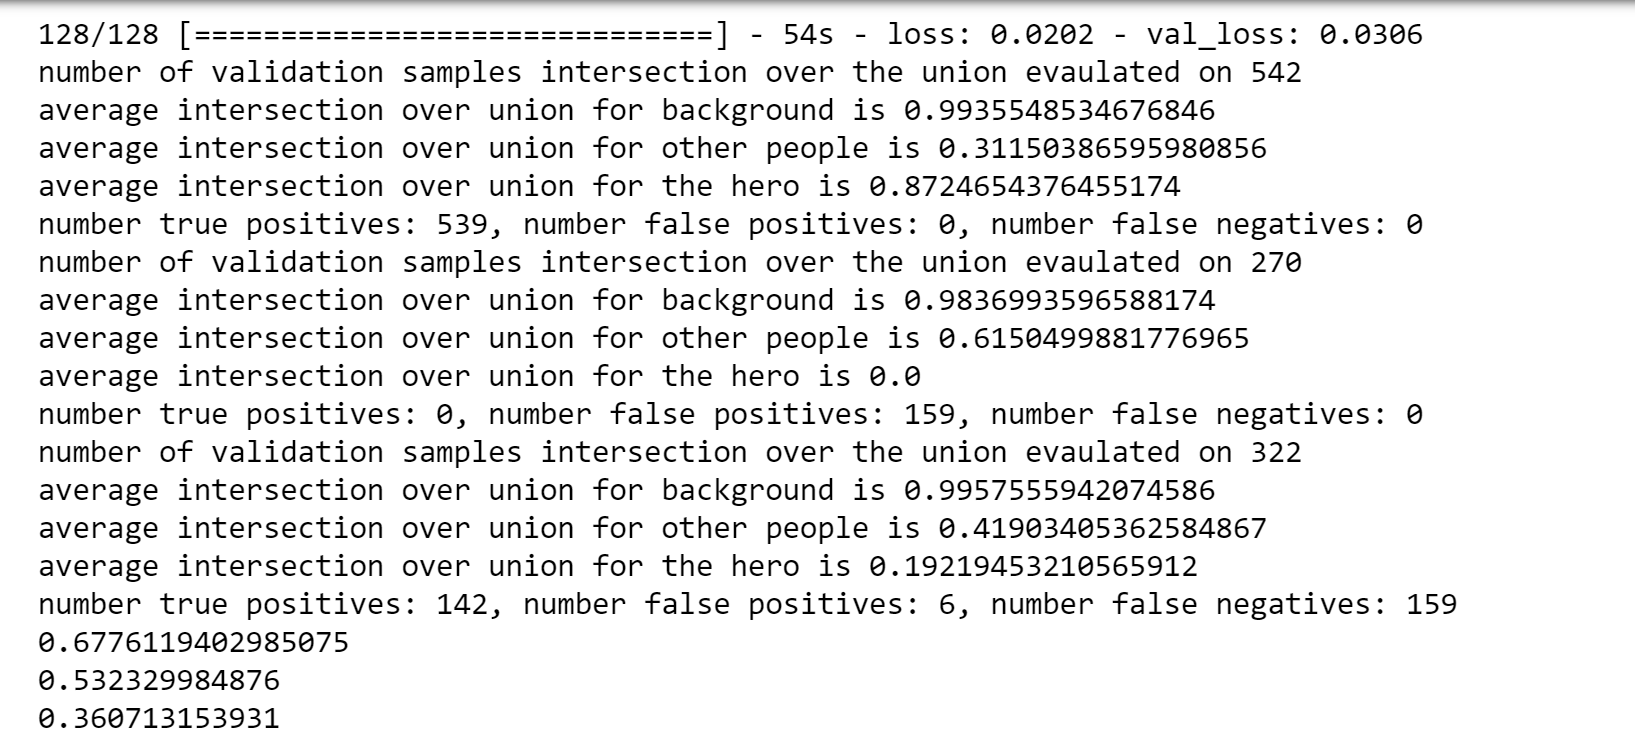 128/128 [==============================] - 54s - loss: 0.0202 - val_loss: 0.0306
number of validation samples intersection over the union evaulated on 542
average intersection over union for background is 0.9935548534676846
average intersection over union for other people is 0.31150386595980856
average intersection over union for the hero is 0.8724654376455174
number true positives: 539, number false positives: 0, number false negatives: 0
number of validation samples intersection over the union evaulated on 270
average intersection over union for background is 0.9836993596588174
average intersection over union for other people is 0.6150499881776965
average intersection over union for the hero is 0.0
number true positives: 0, number false positives: 159, number false negatives: 0
number of validation samples intersection over the union evaulated on 322
average intersection over union for background is 0.9957555942074586
average intersection over union for other people is 0.41903405362584867
average intersection over union for the hero is 0.19219453210565912
number true positives: 142, number false positives: 6, number false negatives: 159
0.6776119402985075
0.532329984876
0.360713153931